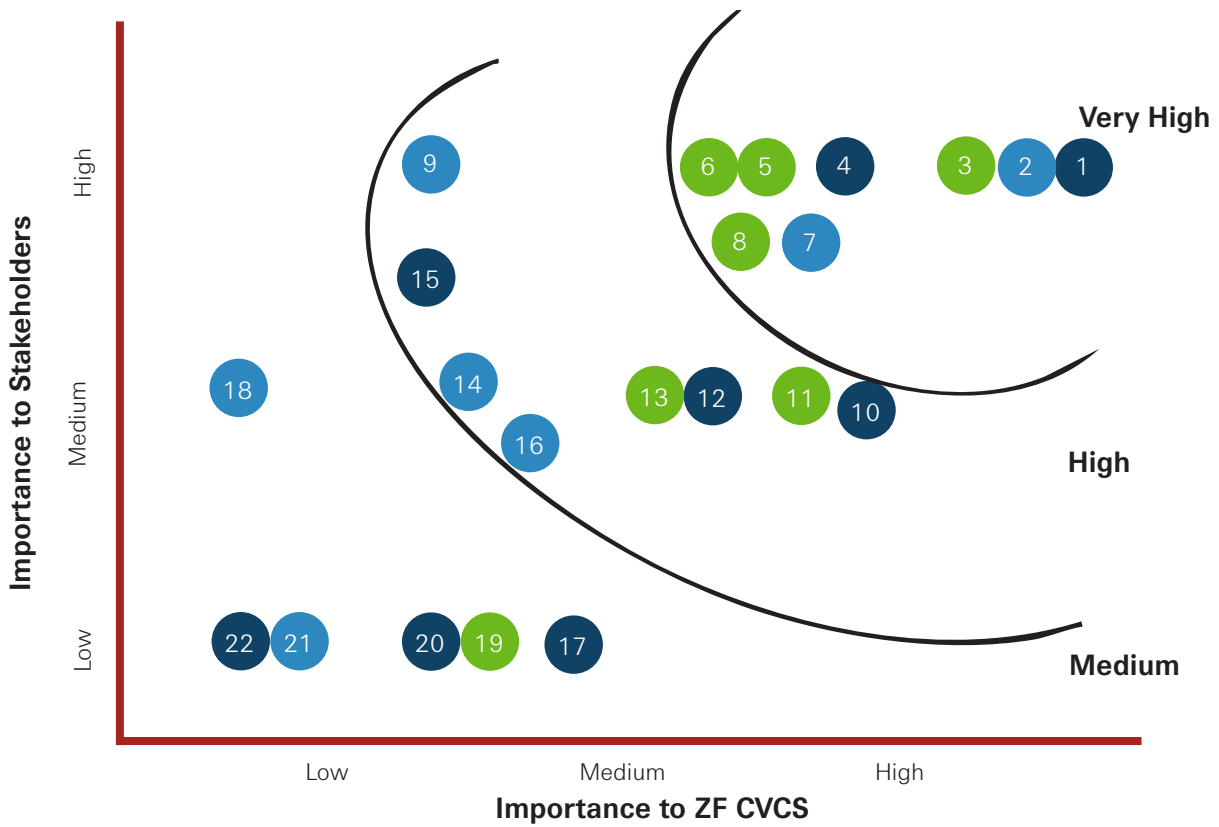 Very High
High
Medium
Importance to Stakeholders
High
Medium
Low
6
5
4
3
2
1
9
8
7
15
18
14
13
12
11
10
16
22
21
20
19
17
Low
Medium
High
Importance to ZF CVCS